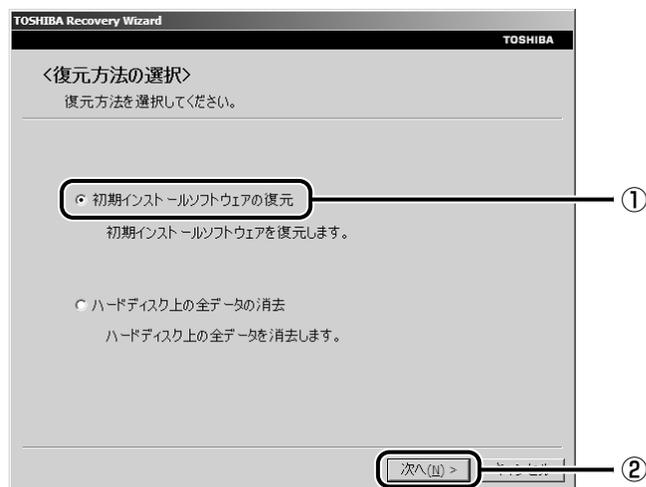 TOSHIBA Recovery Wizard
TOSHIBA
<復元方法の選択>
復元方法を選択してください。
初期インストールソフトウェアの復元
①
初期インストールソフトウェアを復元します。
ハードディスク上の全データの消去
ハードディスク上の全データを消去します。
次へ(N) >
キャンセル
②